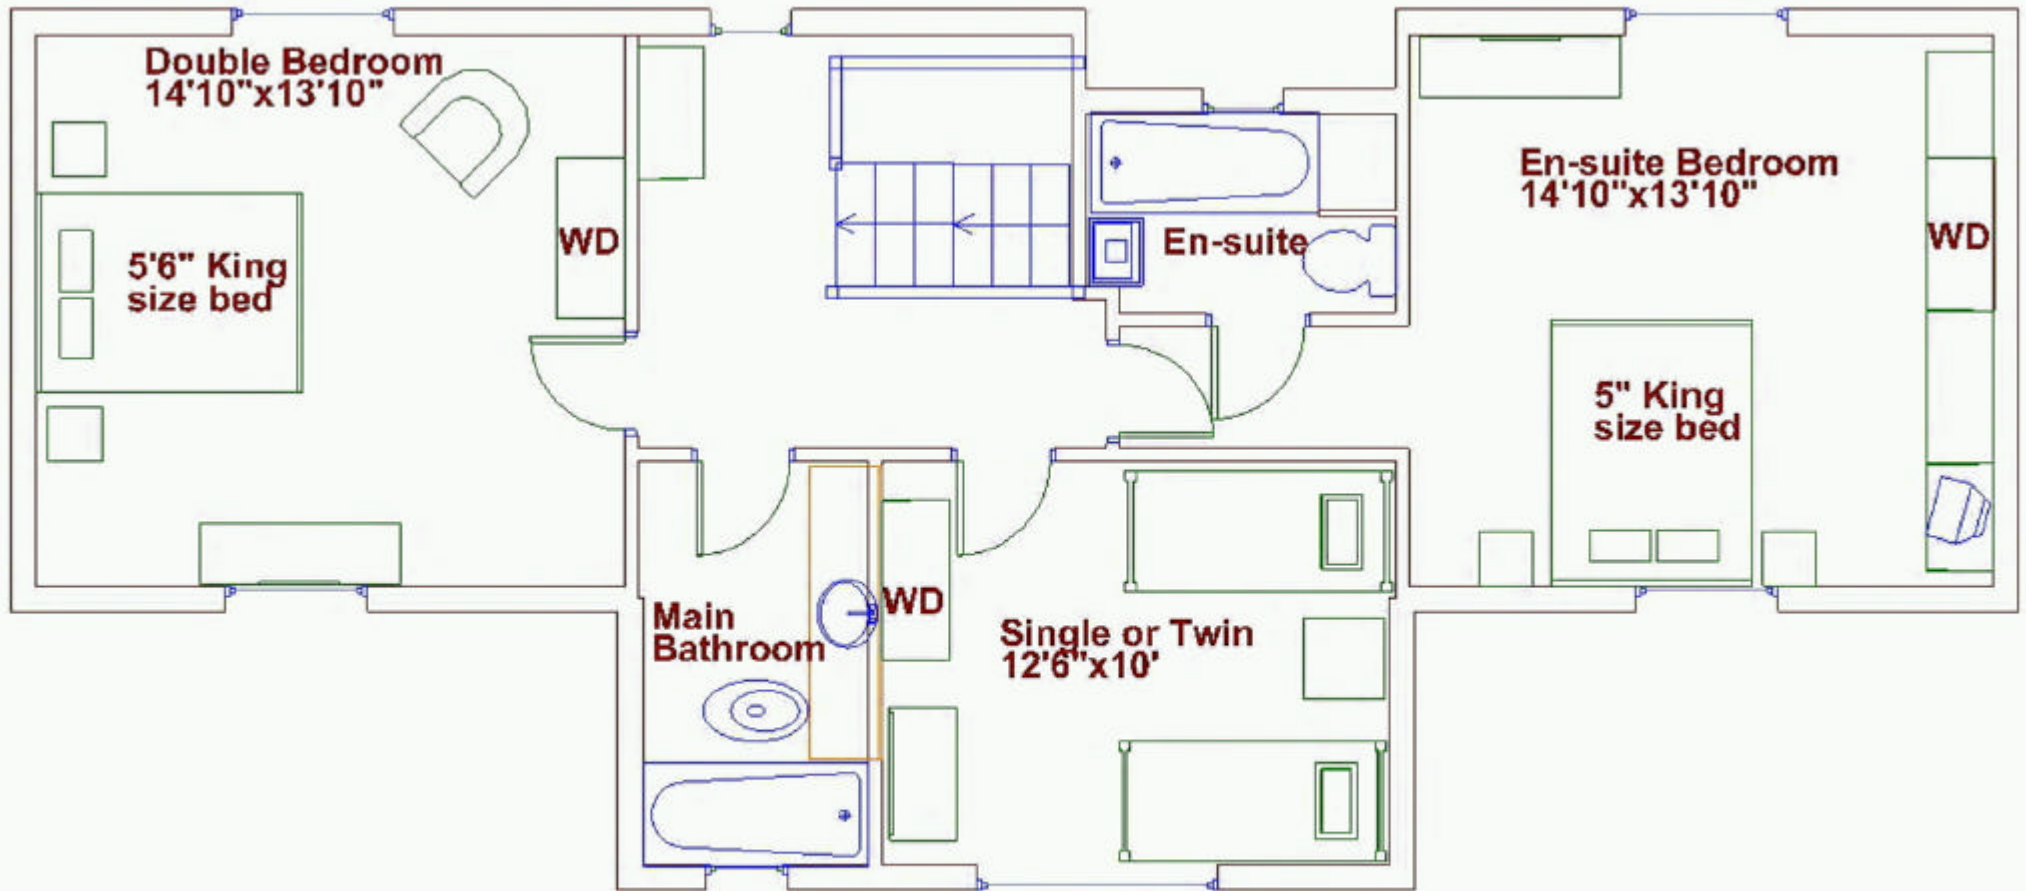 Double Bedroom
14'10"x13'10"
5'6" King
size bed
WD
En-suite
En-suite Bedroom
14'10"x13'10"
WD
5" King
size bed
Main
Bathroom
WD
Single or Twin
12'6"x10'